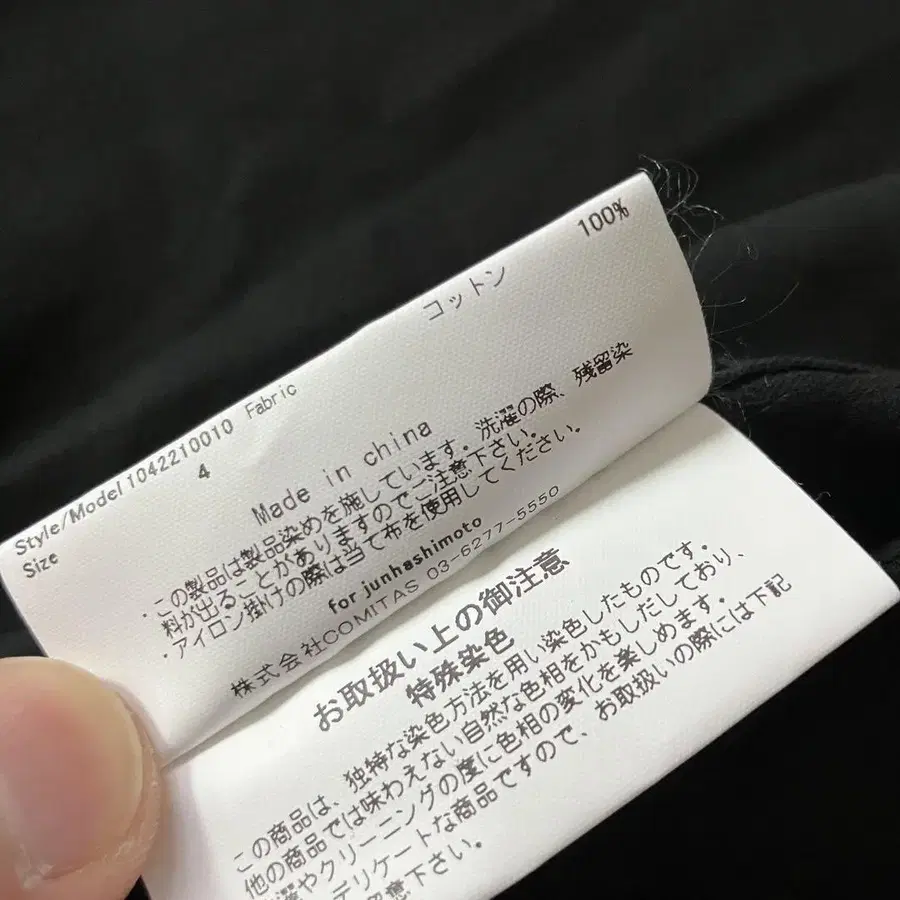 Style/Model 1042210010 Fabric コットン 100%
Size 4
Made in china
・この製品は製品染めを施しています。洗濯の際、残留染
料が出ることがありますのでご注意下さい。
・アイロン掛けの際は当て布を使用してください。
for junhashimoto
株式会社COMITAS 03-6277-5550
お取扱い上の御注意
特殊染色
この商品は、独特な染色方法を用い染色したものです。
他の商品では味わえない自然な色相をかもしだしており、
洗濯やクリーニングの度に色相の変化を楽しめます。
デリケートな商品ですので、お取扱いの際には下記
意下さい。